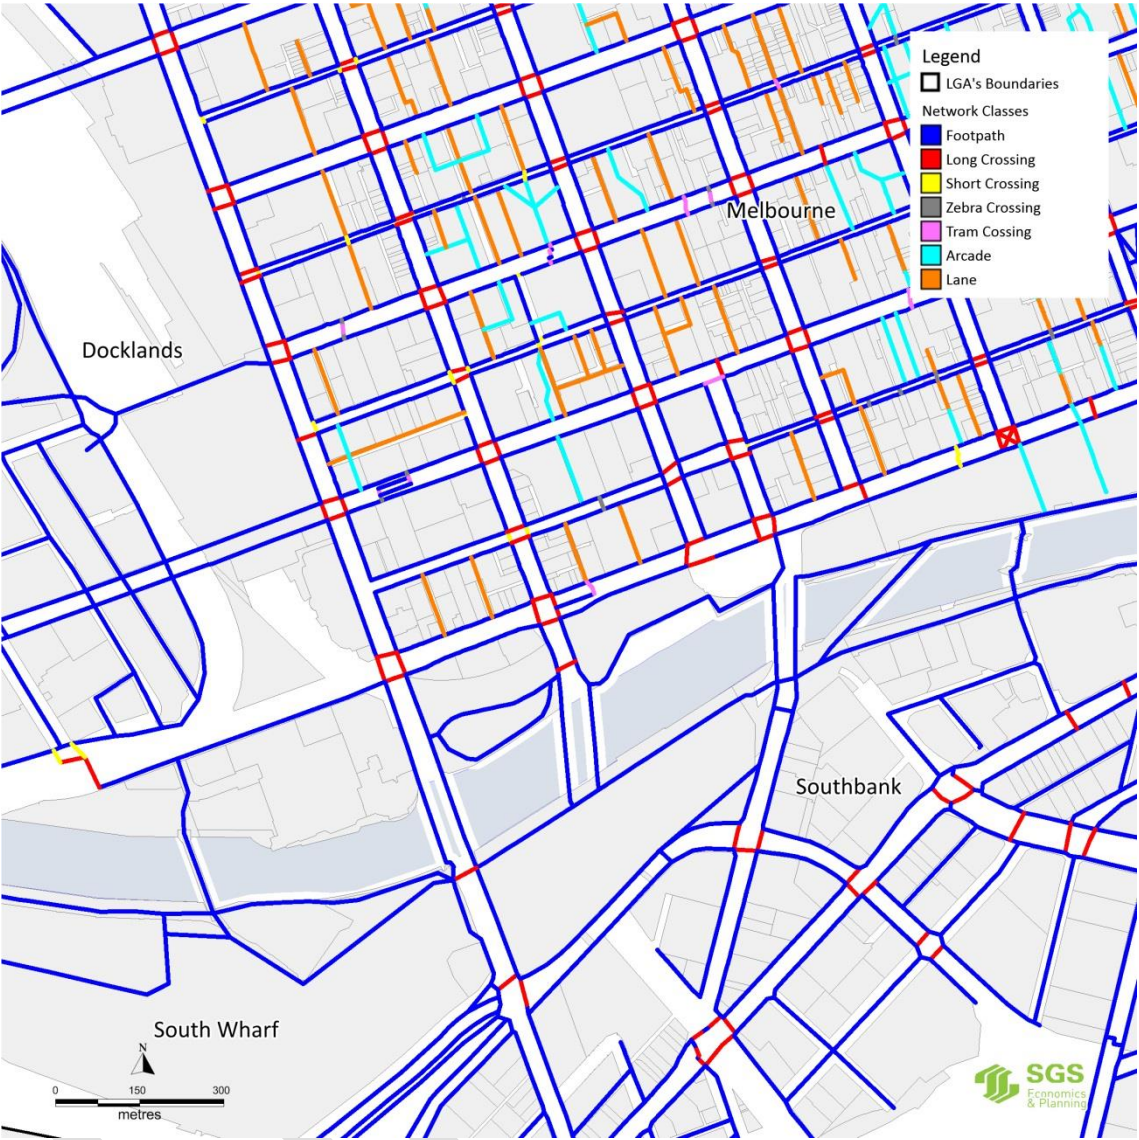 Legend
LGA's Boundaries
Network Classes
Footpath
Long Crossing
Short Crossing
Zebra Crossing
Tram Cossing
Arcade
Lane
Melbourne
Docklands
Southbank
South Wharf
N
0 150 300
metres
SGS
Economics
& Planning